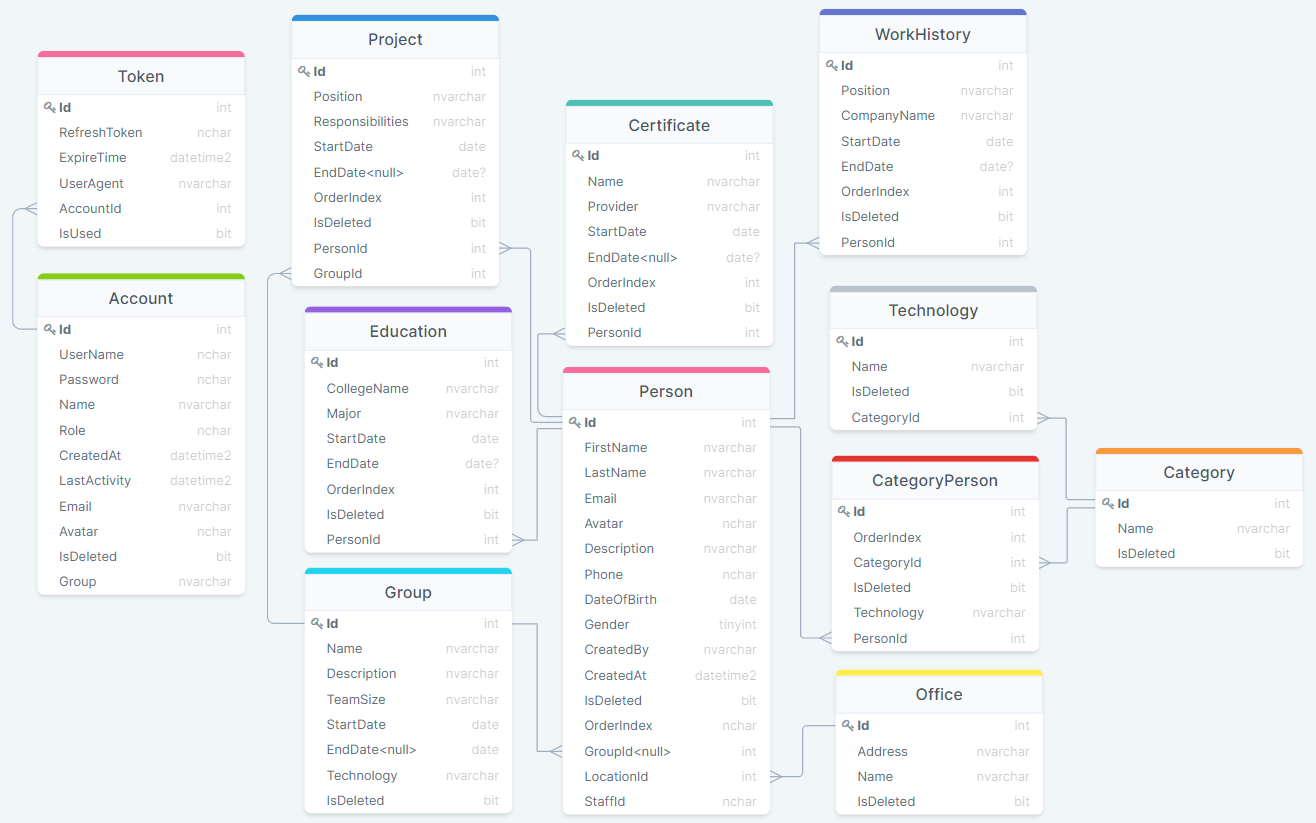 Token
Id int
RefreshToken nchar
ExpireTime datetime2
UserAgent nvarchar
AccountId int
IsUsed bit
Account
Id int
UserName nchar
Password nchar
Name nvarchar
Role nchar
CreatedAt datetime2
LastActivity datetime2
Email nvarchar
Avatar nchar
IsDeleted bit
Group nvarchar
Project
Id int
Position nvarchar
Responsibilities nvarchar
StartDate date
EndDate<null> date?
OrderIndex int
IsDeleted bit
PersonId int
GroupId int
Education
Id int
CollegeName nvarchar
Major nvarchar
StartDate date
EndDate date?
OrderIndex int
IsDeleted bit
PersonId int
Group
Id int
Name nvarchar
Description nvarchar
TeamSize nvarchar
StartDate date
EndDate<null> date
Technology nvarchar
IsDeleted bit
Certificate
Id int
Name nvarchar
Provider nvarchar
StartDate date
EndDate<null> date?
OrderIndex int
IsDeleted bit
PersonId int
Person
Id int
FirstName nvarchar
LastName nvarchar
Email nvarchar
Avatar nchar
Description nvarchar
Phone nchar
DateOfBirth date
Gender tinyint
CreatedBy nvarchar
CreatedAt datetime2
IsDeleted bit
OrderIndex nchar
GroupId<null> int
LocationId int
StaffId nchar
WorkHistory
Id int
Position nvarchar
CompanyName nvarchar
StartDate date
EndDate date?
OrderIndex int
IsDeleted bit
PersonId int
Technology
Id int
Name nvarchar
IsDeleted bit
CategoryId int
CategoryPerson
Id int
OrderIndex int
CategoryId int
IsDeleted bit
Technology nvarchar
PersonId int
Office
Id int
Address nvarchar
Name nvarchar
IsDeleted bit
Category
Id int
Name nvarchar
IsDeleted bit